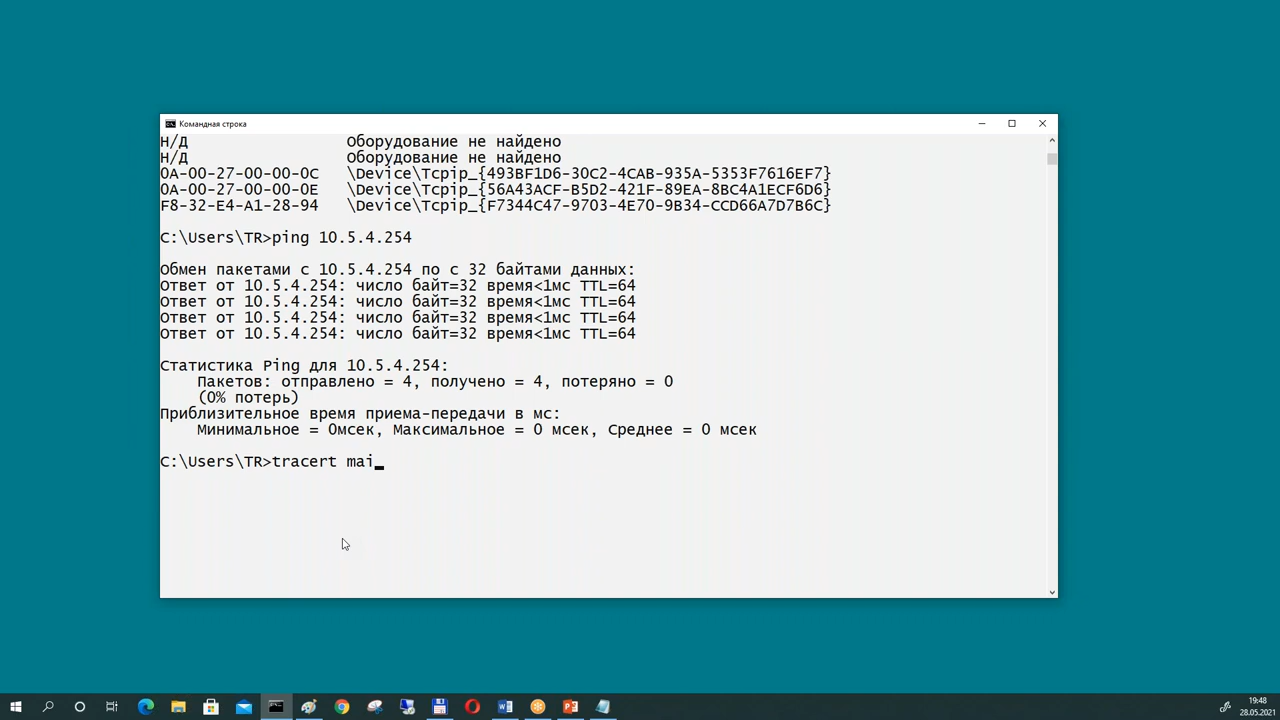 Командная строка
Н/Д Оборудование не найдено
Н/Д Оборудование не найдено
0A-00-27-00-00-0C \Device\Tcpip_{493BF1D6-30C2-4CAB-935A-5353F7616EF7}
0A-00-27-00-00-0E \Device\Tcpip_{56A43ACF-B5D2-421F-89EA-8BC4A1ECF6D6}
F8-32-E4-A1-28-94 \Device\Tcpip_{F7344C47-9703-4E70-9B34-CCD66A7D7B6C}
C:\Users\TR>ping 10.5.4.254
Обмен пакетами с 10.5.4.254 по с 32 байтами данных:
Ответ от 10.5.4.254: число байт=32 время<1мс TTL=64
Ответ от 10.5.4.254: число байт=32 время<1мс TTL=64
Ответ от 10.5.4.254: число байт=32 время<1мс TTL=64
Ответ от 10.5.4.254: число байт=32 время<1мс TTL=64
Статистика Ping для 10.5.4.254:
Пакетов: отправлено = 4, получено = 4, потеряно = 0
(0% потерь)
Приблизительное время приема-передачи в мс:
Минимальное = 0мсек, Максимальное = 0 мсек, Среднее = 0 мсек
C:\Users\TR>tracert mai_
19:48
28.05.2021